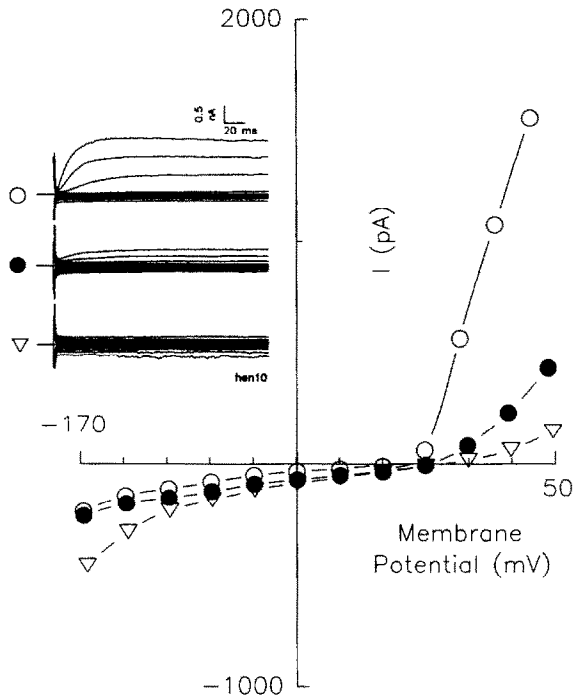 2000
0.5
nA
20 ms
I (pA)
hen10
−170
50
Membrane
Potential (mV)
−1000